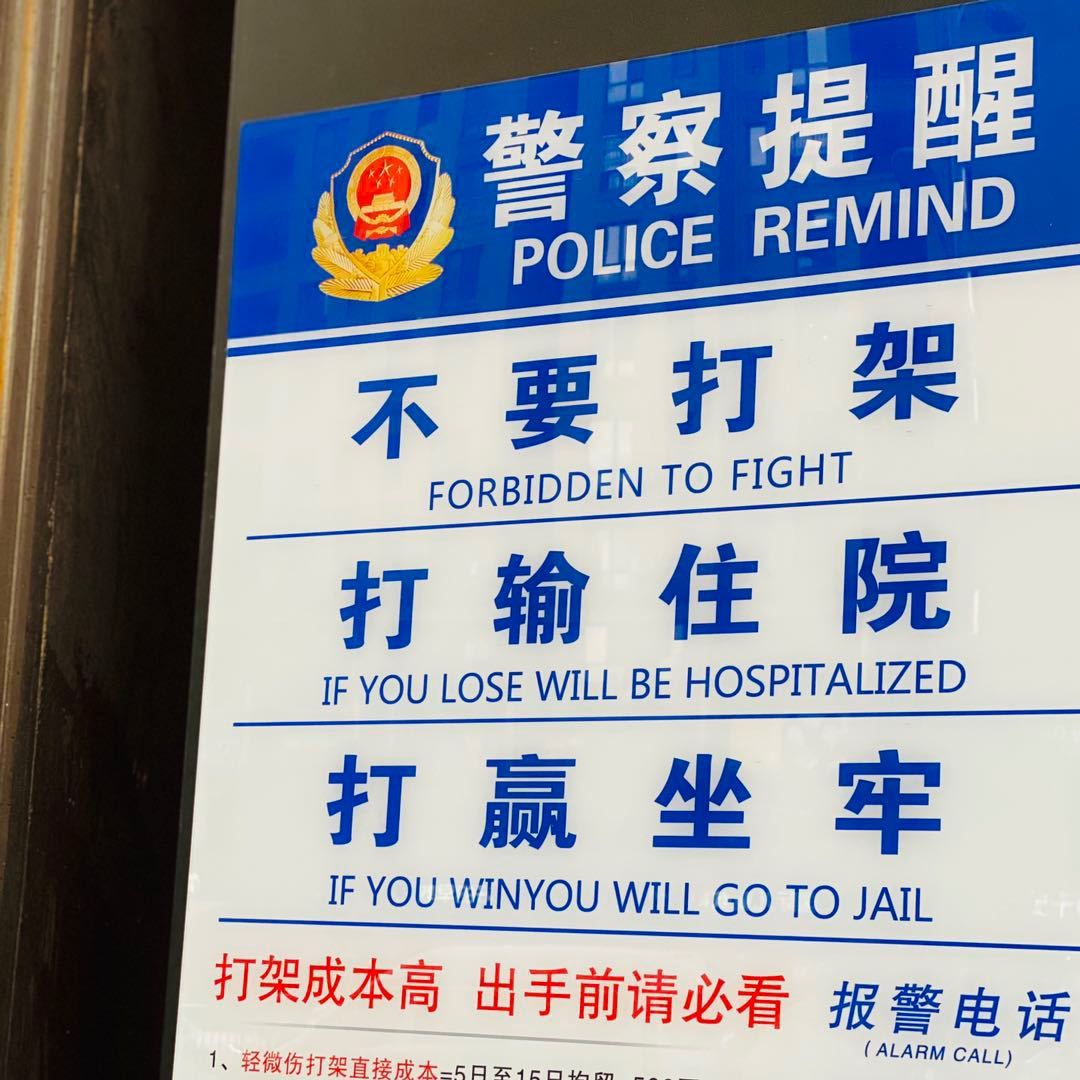 警察提醒
POLICE REMIND
不要打架
FORBIDDEN TO FIGHT
打输住院
IF YOU LOSE WILL BE HOSPITALIZED
打赢坐牢
IF YOU WINYOU WILL GO TO JAIL
打架成本高 出手前请必看
报警电话
( ALARM CALL)
1、轻微伤打架直接成本=5日至15日拘留